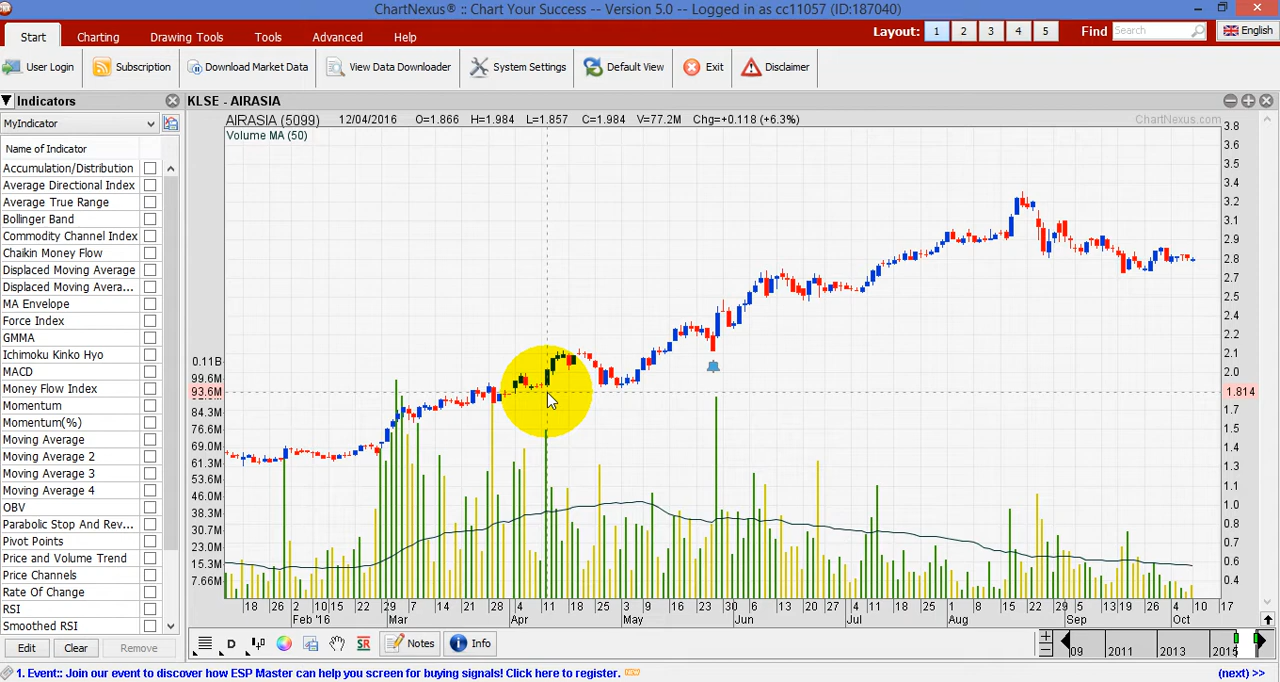 ChartNexus® :: Chart Your Success -- Version 5.0 -- Logged in as cc11057 (ID:187040)
Start Charting Drawing Tools Tools Advanced Help Layout: 1 2 3 4 5 Find Search English
User Login Subscription Download Market Data View Data Downloader System Settings Default View Exit Disclaimer
Indicators
MyIndicator
Name of Indicator
Accumulation/Distribution
Average Directional Index
Average True Range
Bollinger Band
Commodity Channel Index
Chaikin Money Flow
Displaced Moving Average
Displaced Moving Avera...
MA Envelope
Force Index
GMMA
Ichimoku Kinko Hyo
MACD
Money Flow Index
Momentum
Momentum(%)
Moving Average
Moving Average 2
Moving Average 3
Moving Average 4
OBV
Parabolic Stop And Rev...
Pivot Points
Price and Volume Trend
Price Channels
Rate Of Change
RSI
Smoothed RSI
Edit Clear Remove
KLSE - AIRASIA
AIRASIA (5099) 12/04/2016 O=1.866 H=1.984 L=1.857 C=1.984 V=77.2M Chg=+0.118 (+6.3%) ChartNexus.com
Volume MA (50)
0.11B
99.6M
93.6M
84.3M
76.6M
69.0M
61.3M
53.6M
46.0M
38.3M
30.7M
23.0M
15.3M
7.66M
3.8
3.6
3.5
3.4
3.2
3.1
2.9
2.8
2.7
2.5
2.4
2.2
2.1
2.0
1.814
1.7
1.5
1.4
1.3
1.1
1.0
0.8
0.7
0.6
0.4
18 26 2 10 15 22 29 7 14 21 28 4 11 18 25 3 9 16 23 30 6 13 20 27 4 11 18 25 1 8 15 22 29 5 13 19 26 4 10 17
Feb '16 Mar Apr May Jun Jul Aug Sep Oct
D SR Notes Info
09 2011 2013 2015
1. Event:: Join our event to discover how ESP Master can help you screen for buying signals! Click here to register. NEW (next) >>